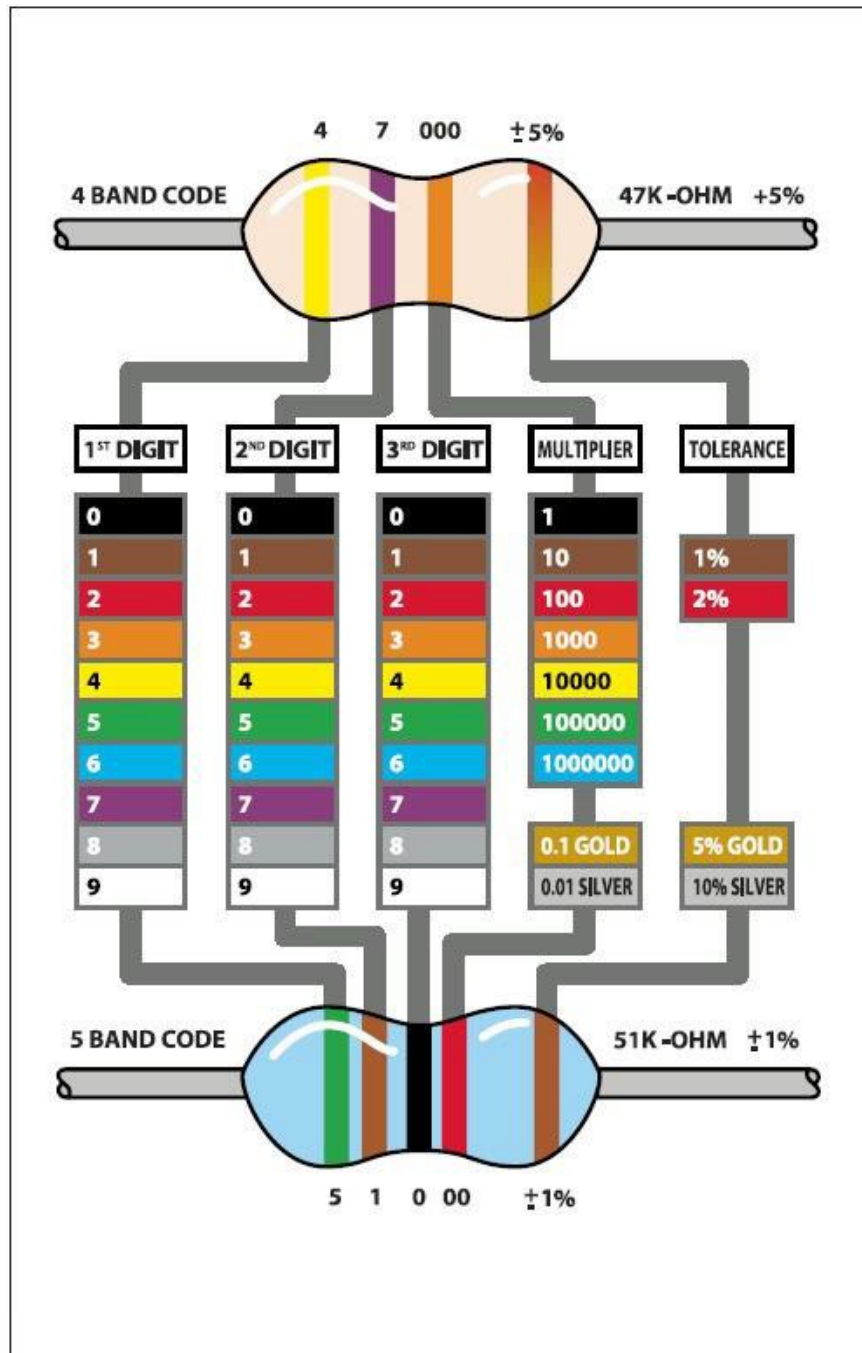 4 7 000 ±5%
4 BAND CODE 47K-OHM +5%
1ST DIGIT 2ND DIGIT 3RD DIGIT MULTIPLIER TOLERANCE
0 0 0 1
1 1 1 10 1%
2 2 2 100 2%
3 3 3 1000
4 4 4 10000
5 5 5 100000
6 6 6 1000000
7 7 7
8 8 8 0.1 GOLD 5% GOLD
9 9 9 0.01 SILVER 10% SILVER
5 BAND CODE 51K-OHM ±1%
5 1 0 00 ±1%